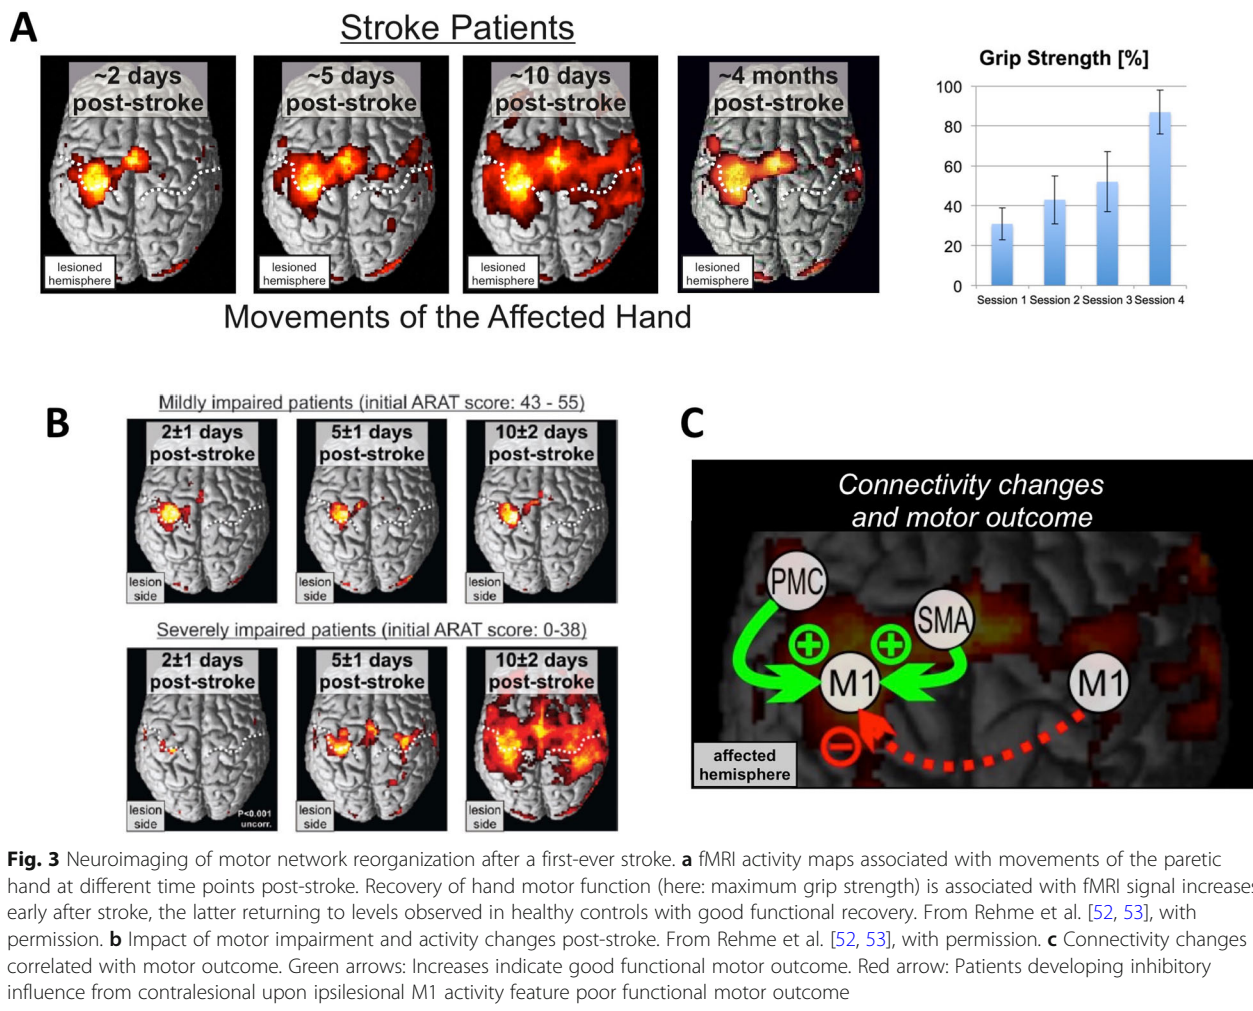 A
Stroke Patients
~2 days
post-stroke
~5 days
post-stroke
~10 days
post-stroke
~4 months
post-stroke
lesioned
hemisphere
lesioned
hemisphere
lesioned
hemisphere
lesioned
hemisphere
Movements of the Affected Hand
Grip Strength [%]
100
80
60
40
20
0
Session 1 Session 2 Session 3 Session 4
B
Mildly impaired patients (initial ARAT score: 43 - 55)
2±1 days
post-stroke
5±1 days
post-stroke
10±2 days
post-stroke
lesion
side
lesion
side
lesion
side
Severely impaired patients (initial ARAT score: 0-38)
2±1 days
post-stroke
5±1 days
post-stroke
10±2 days
post-stroke
lesion
side
P<0.001
uncorr.
lesion
side
lesion
side
C
Connectivity changes
and motor outcome
PMC
SMA
+
+
M1
M1
−
affected
hemisphere
Fig. 3 Neuroimaging of motor network reorganization after a first-ever stroke. a fMRI activity maps associated with movements of the paretic
hand at different time points post-stroke. Recovery of hand motor function (here: maximum grip strength) is associated with fMRI signal increases
early after stroke, the latter returning to levels observed in healthy controls with good functional recovery. From Rehme et al. [52, 53], with
permission. b Impact of motor impairment and activity changes post-stroke. From Rehme et al. [52, 53], with permission. c Connectivity changes
correlated with motor outcome. Green arrows: Increases indicate good functional motor outcome. Red arrow: Patients developing inhibitory
influence from contralesional upon ipsilesional M1 activity feature poor functional motor outcome